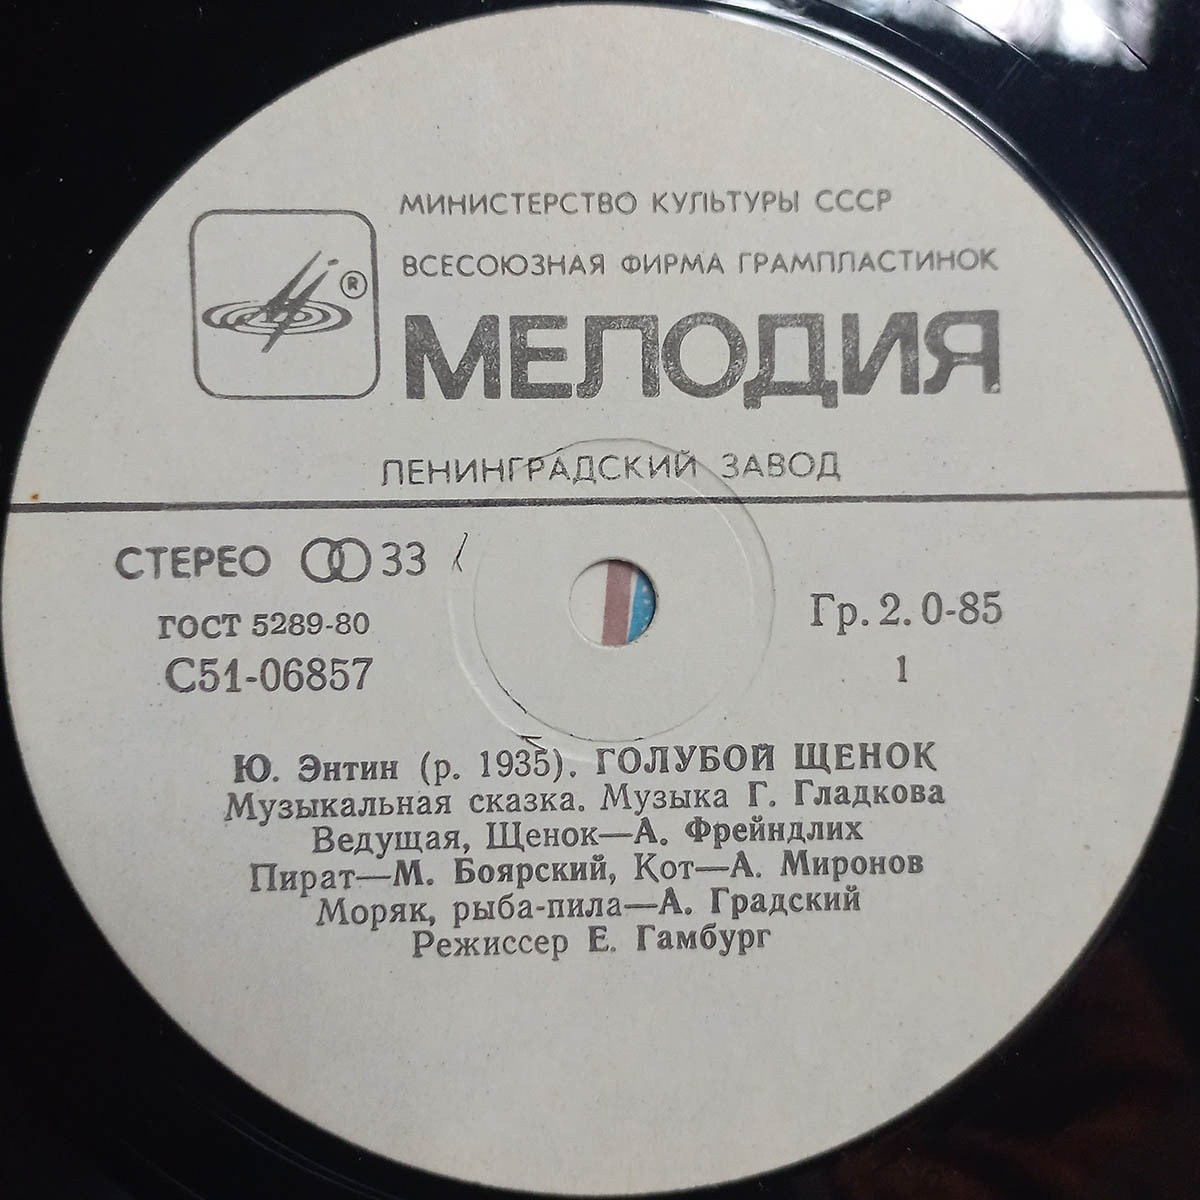 МИНИСТЕРСТВО КУЛЬТУРЫ СССР
ВСЕСОЮЗНАЯ ФИРМА ГРАМПЛАСТИНОК
®
МЕЛОДИЯ
ЛЕНИНГРАДСКИЙ ЗАВОД
СТЕРЕО 33
ГОСТ 5289-80
С51-06857
Гр. 2. 0-85
1
Ю. Энтин (р. 1935). ГОЛУБОЙ ЩЕНОК
Музыкальная сказка. Музыка Г. Гладкова
Ведущая, Щенок—А. Фрейндлих
Пират—М. Боярский, Кот—А. Миронов
Моряк, рыба-пила—А. Градский
Режиссер Е. Гамбург